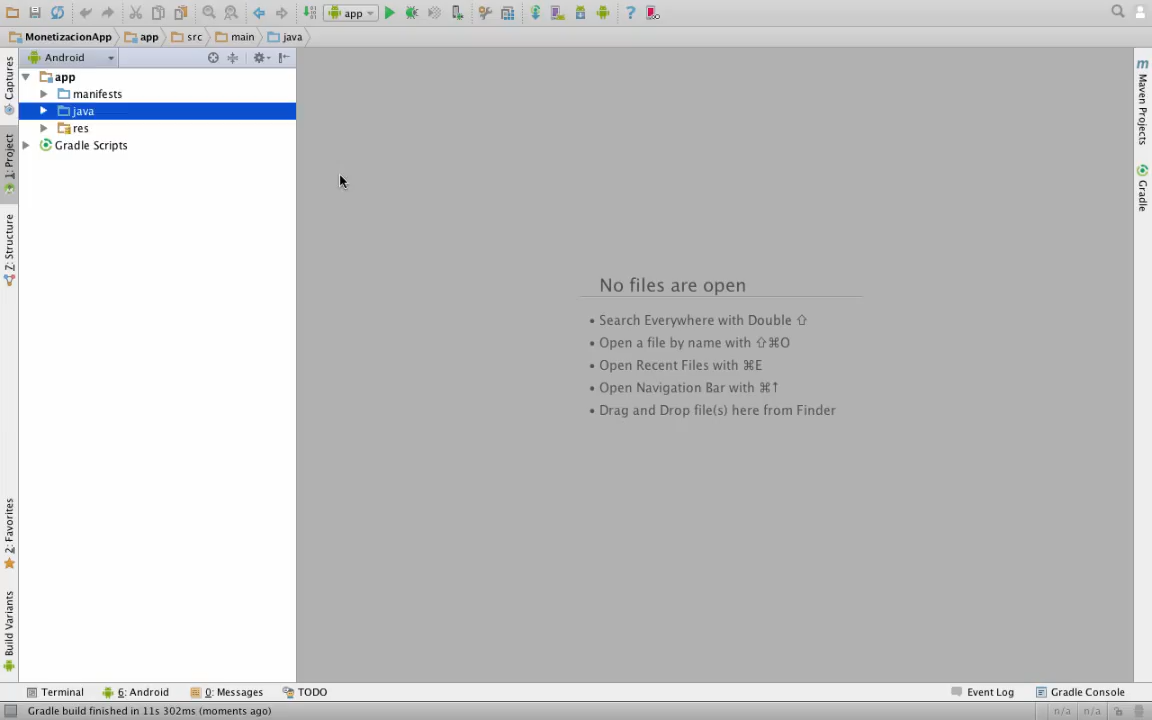 app
MonetizacionApp app src main java
Android
app
manifests
java
res
Gradle Scripts
Captures
1: Project
7: Structure
2: Favorites
Build Variants
m
Maven Projects
Gradle
No files are open
• Search Everywhere with Double ⇧
• Open a file by name with ⇧⌘O
• Open Recent Files with ⌘E
• Open Navigation Bar with ⌘↑
• Drag and Drop file(s) here from Finder
Terminal 6: Android 0: Messages TODO Event Log Gradle Console
Gradle build finished in 11s 302ms (moments ago) n/a n/a